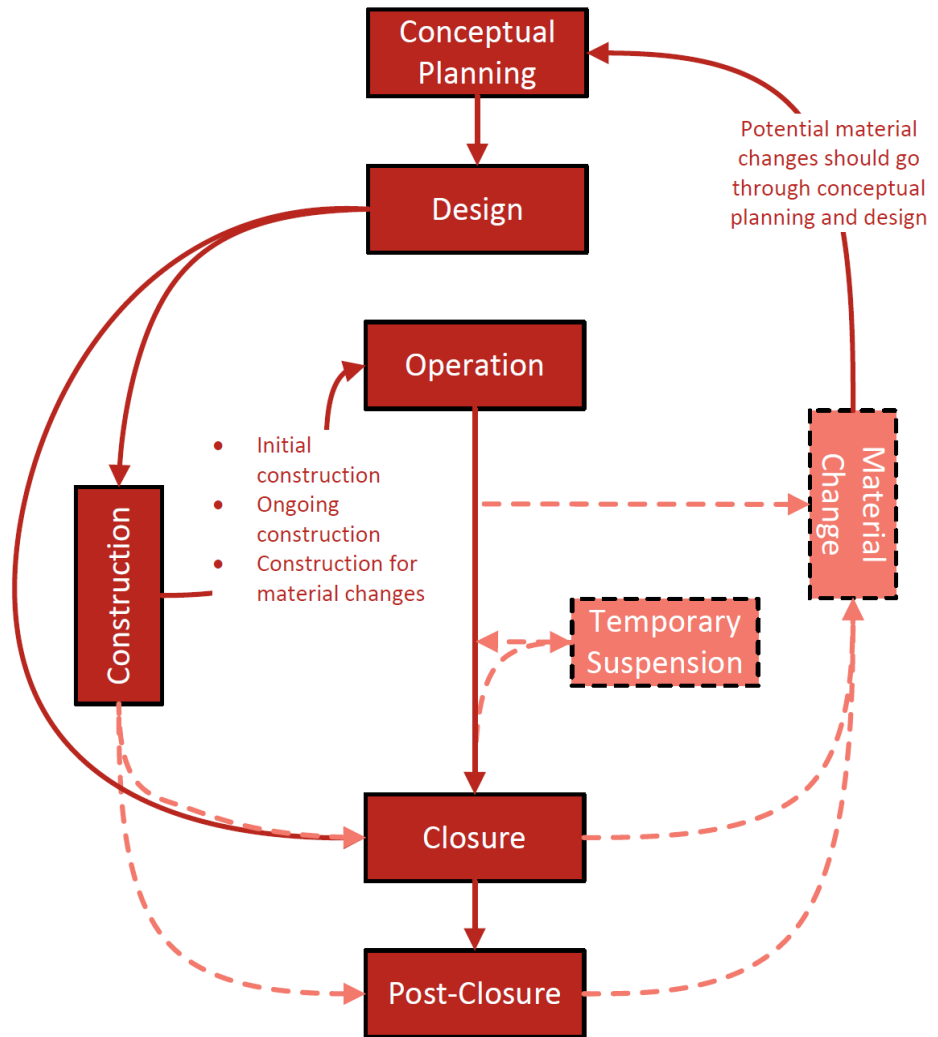 Conceptual
Planning
Potential material
changes should go
through conceptual
planning and design
Design
Operation
• Initial
construction
• Ongoing
construction
• Construction for
material changes
Material
Change
Construction
Temporary
Suspension
Closure
Post-Closure